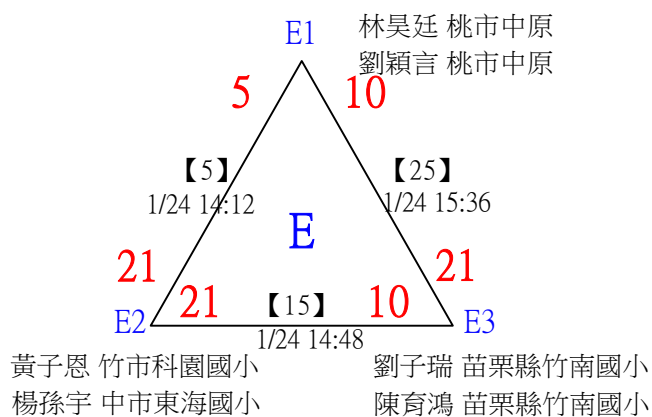 E1
林昊廷 桃市中原
劉穎言 桃市中原
5
10
【5】
1/24 14:12
【25】
1/24 15:36
E
21
21
21
10
【15】
1/24 14:48
E2
E3
黃子恩 竹市科園國小
楊孫宇 中市東海國小
劉子瑞 苗栗縣竹南國小
陳育鴻 苗栗縣竹南國小